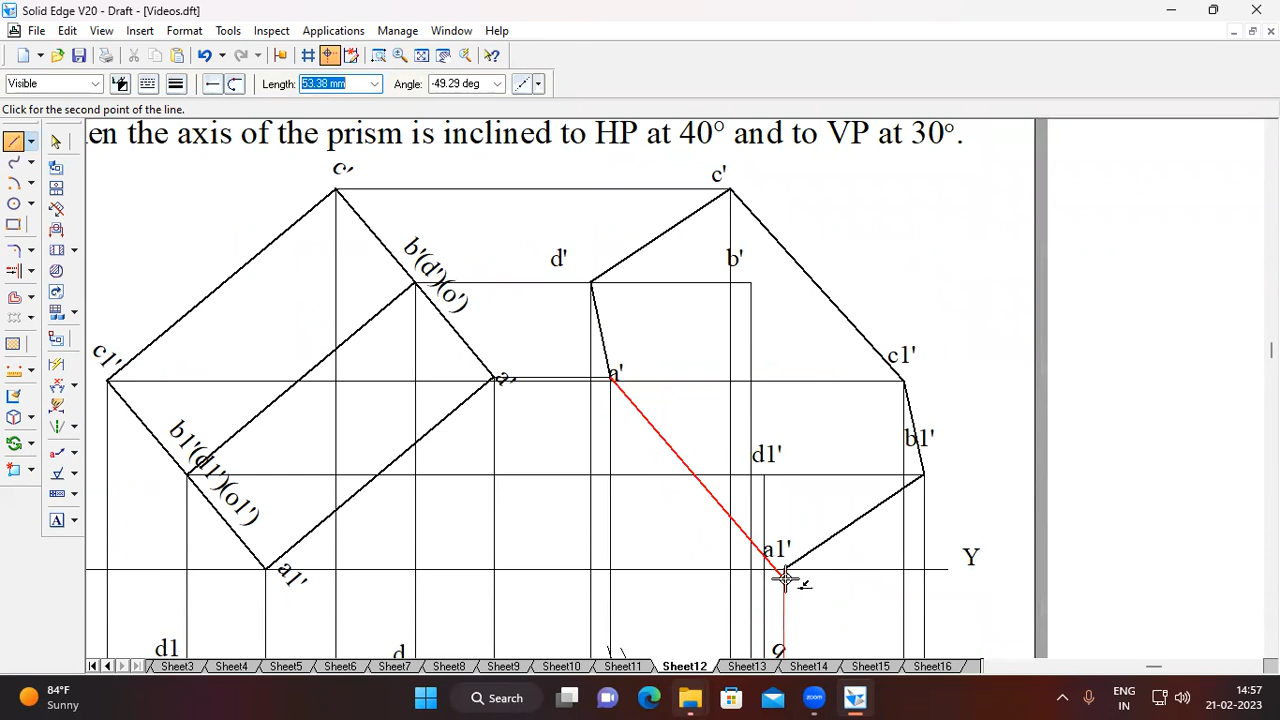 Solid Edge V20 - Draft - [Videos.dft]
File Edit View Insert Format Tools Inspect Applications Manage Window Help
Visible Length: 53.38 mm Angle: -49.29 deg
Click for the second point of the line.
en the axis of the prism is inclined to HP at 40° and to VP at 30°.
c' c'
b'(d')(o') d' b'
c1' a' a' c1'
b1'(d1')(o1') d1' b1'
a1' a1' Y
d1 d
A
Sheet3 Sheet4 Sheet5 Sheet6 Sheet7 Sheet8 Sheet9 Sheet10 Sheet11 Sheet12 Sheet13 Sheet14 Sheet15 Sheet16
84°F
Sunny
Search
zoom
ENG
IN
14:57
21-02-2023